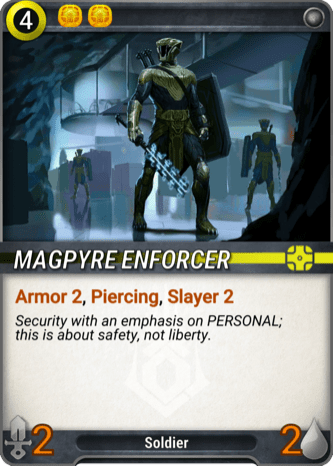 4
MAGPYRE ENFORCER
Armor 2, Piercing, Slayer 2
Security with an emphasis on PERSONAL;
this is about safety, not liberty.
2 Soldier 2